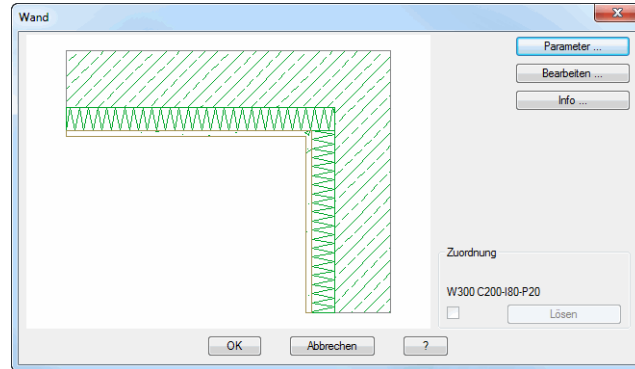 Wand
Parameter ...
Bearbeiten ...
Info ...
Zuordnung
W300 C200-I80-P20
Lösen
OK
Abbrechen
?